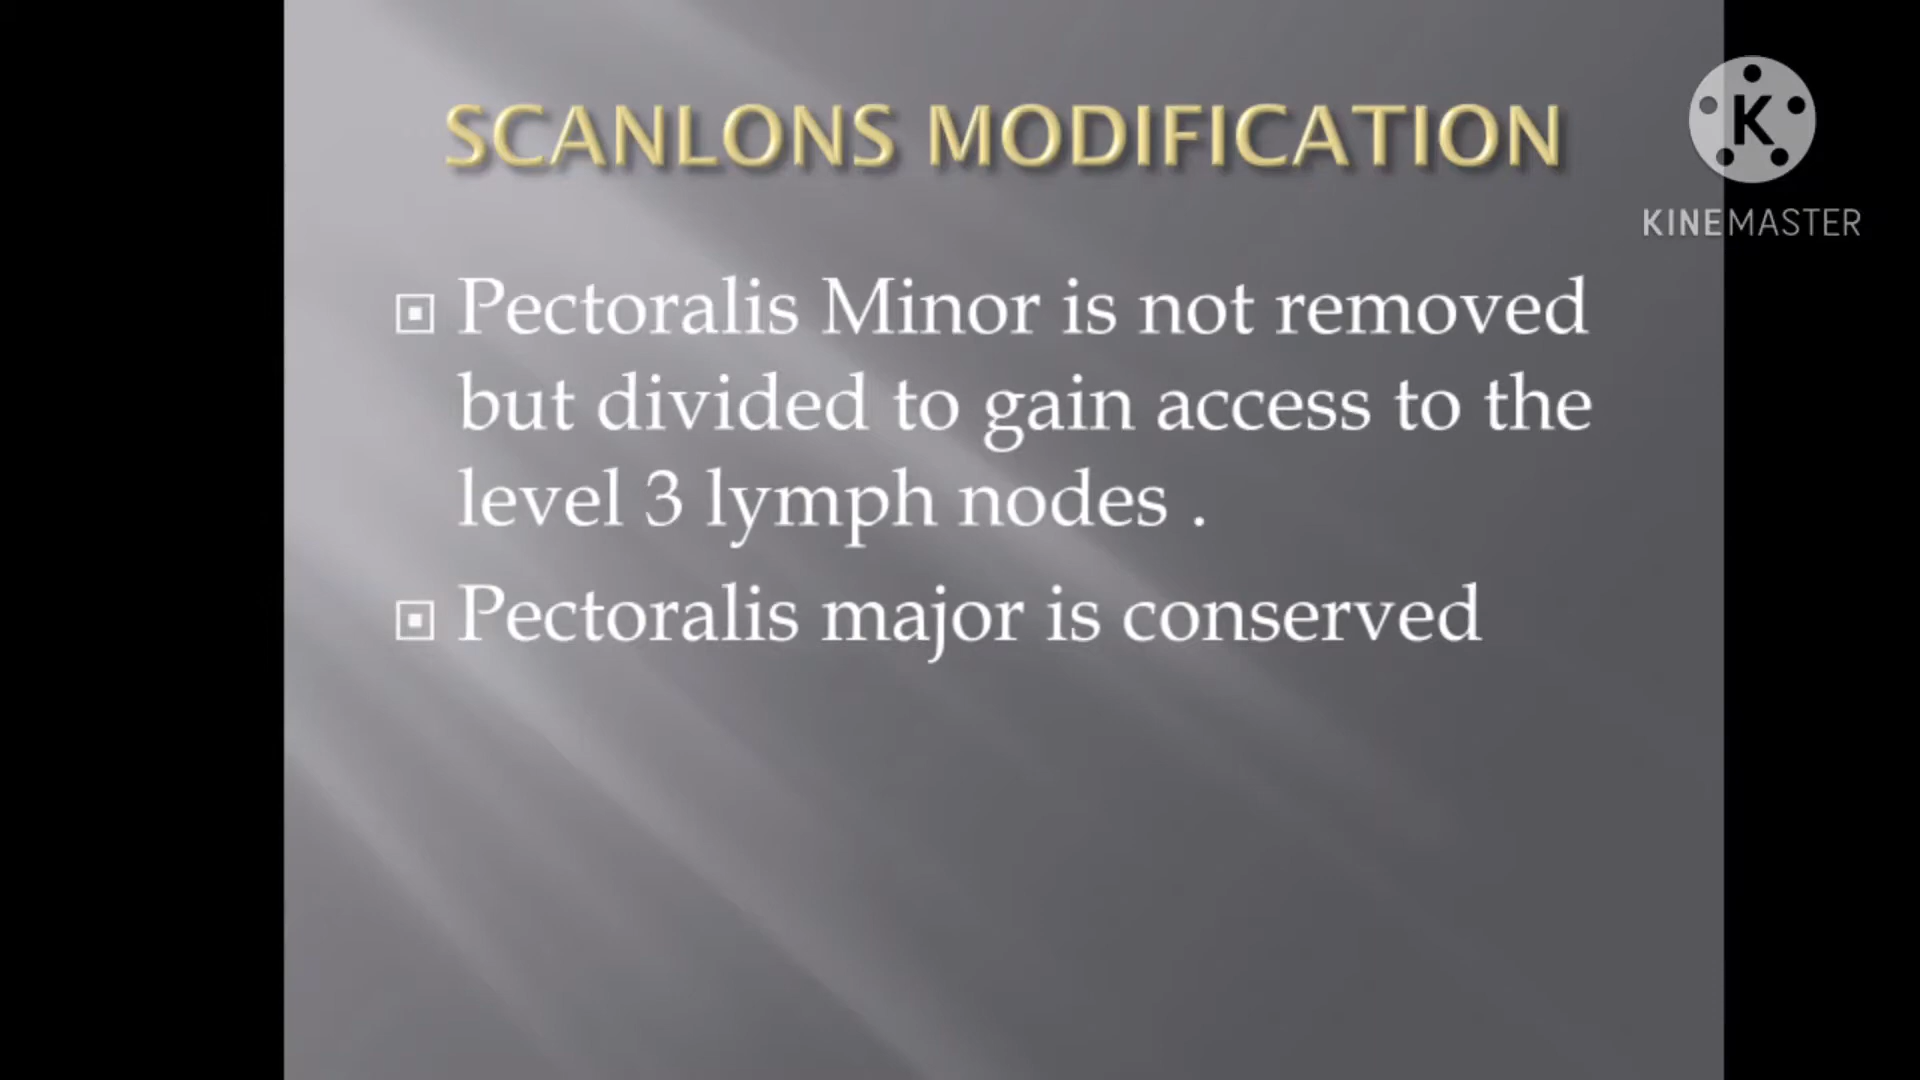 SCANLONS MODIFICATION
K
KINEMASTER
Pectoralis Minor is not removed
but divided to gain access to the
level 3 lymph nodes .
Pectoralis major is conserved